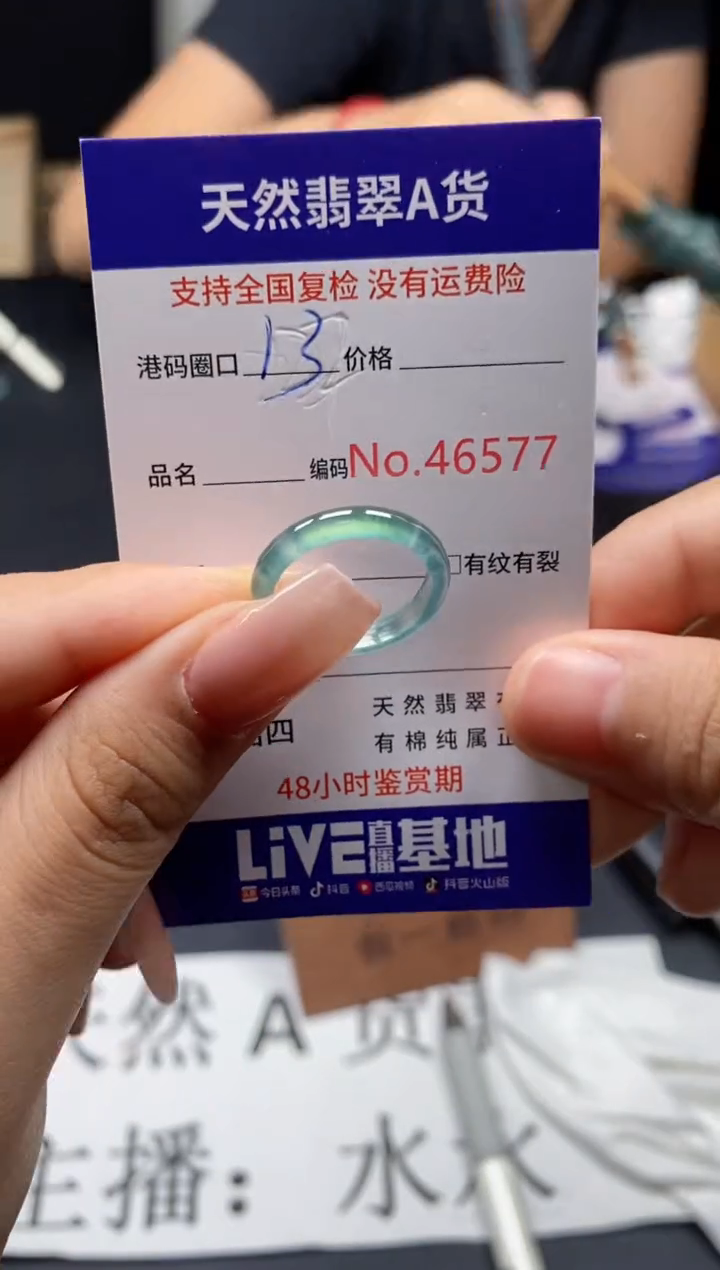 天然翡翠A货
支持全国复检 没有运费险
港码圈口 13 价格
品名 编码No.46577
□有纹有裂
四 天然翡翠
有棉纯属正
48小时鉴赏期
LiVE直播基地
今日头条 抖音 西瓜视频 抖音火山版
然 A 货
主播：水水